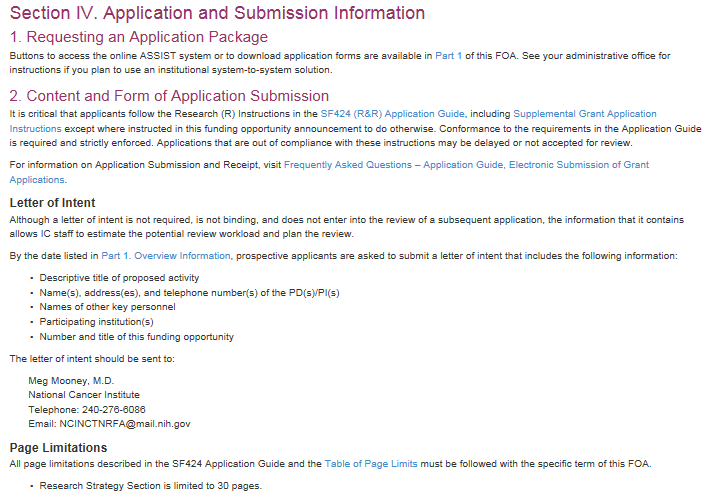 Section IV. Application and Submission Information
1. Requesting an Application Package
Buttons to access the online ASSIST system or to download application forms are available in Part 1 of this FOA. See your administrative office for
instructions if you plan to use an institutional system-to-system solution.
2. Content and Form of Application Submission
It is critical that applicants follow the Research (R) Instructions in the SF424 (R&R) Application Guide, including Supplemental Grant Application
Instructions except where instructed in this funding opportunity announcement to do otherwise. Conformance to the requirements in the Application Guide
is required and strictly enforced. Applications that are out of compliance with these instructions may be delayed or not accepted for review.
For information on Application Submission and Receipt, visit Frequently Asked Questions – Application Guide, Electronic Submission of Grant
Applications.
Letter of Intent
Although a letter of intent is not required, is not binding, and does not enter into the review of a subsequent application, the information that it contains
allows IC staff to estimate the potential review workload and plan the review.
By the date listed in Part 1. Overview Information, prospective applicants are asked to submit a letter of intent that includes the following information:
• Descriptive title of proposed activity
• Name(s), address(es), and telephone number(s) of the PD(s)/PI(s)
• Names of other key personnel
• Participating institution(s)
• Number and title of this funding opportunity
The letter of intent should be sent to:
Meg Mooney, M.D.
National Cancer Institute
Telephone: 240-276-6086
Email: NCINCTNRFA@mail.nih.gov
Page Limitations
All page limitations described in the SF424 Application Guide and the Table of Page Limits must be followed with the specific term of this FOA.
• Research Strategy Section is limited to 30 pages.